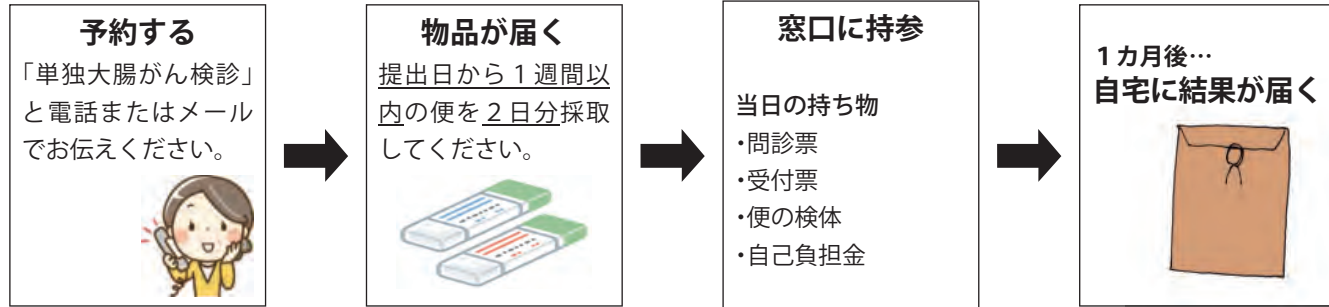 予約する
「単独大腸がん検診」
と電話またはメール
でお伝えください。
物品が届く
提出日から１週間以
内の便を２日分採取
してください。
窓口に持参
当日の持ち物
・問診票
・受付票
・便の検体
・自己負担金
１カ月後…
自宅に結果が届く